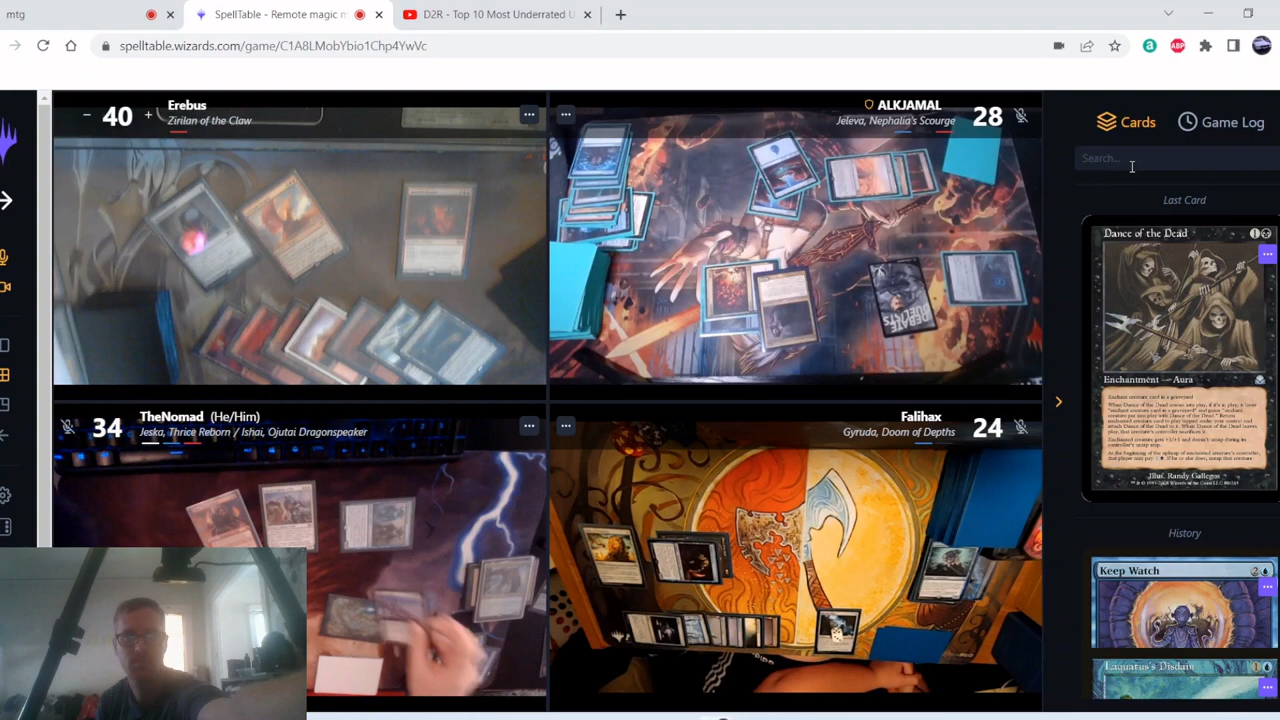 mtg
SpellTable - Remote magic m
D2R - Top 10 Most Underrated U
spelltable.wizards.com/game/C1A8LMobYbio1Chp4YwVc
ABP
40
Erebus
Zirilan of the Claw
ALKJAMAL
Jeleva, Nephalia's Scourge
28
34
TheNomad (He/Him)
Jeska, Thrice Reborn / Ishai, Ojutai Dragonspeaker
Falihax
Gyruda, Doom of Depths
24
Cards
Game Log
Search...
Last Card
Dance of the Dead
Enchantment — Aura
Illus. Randy Gallegos
History
Keep Watch
Laquatus's Disdain